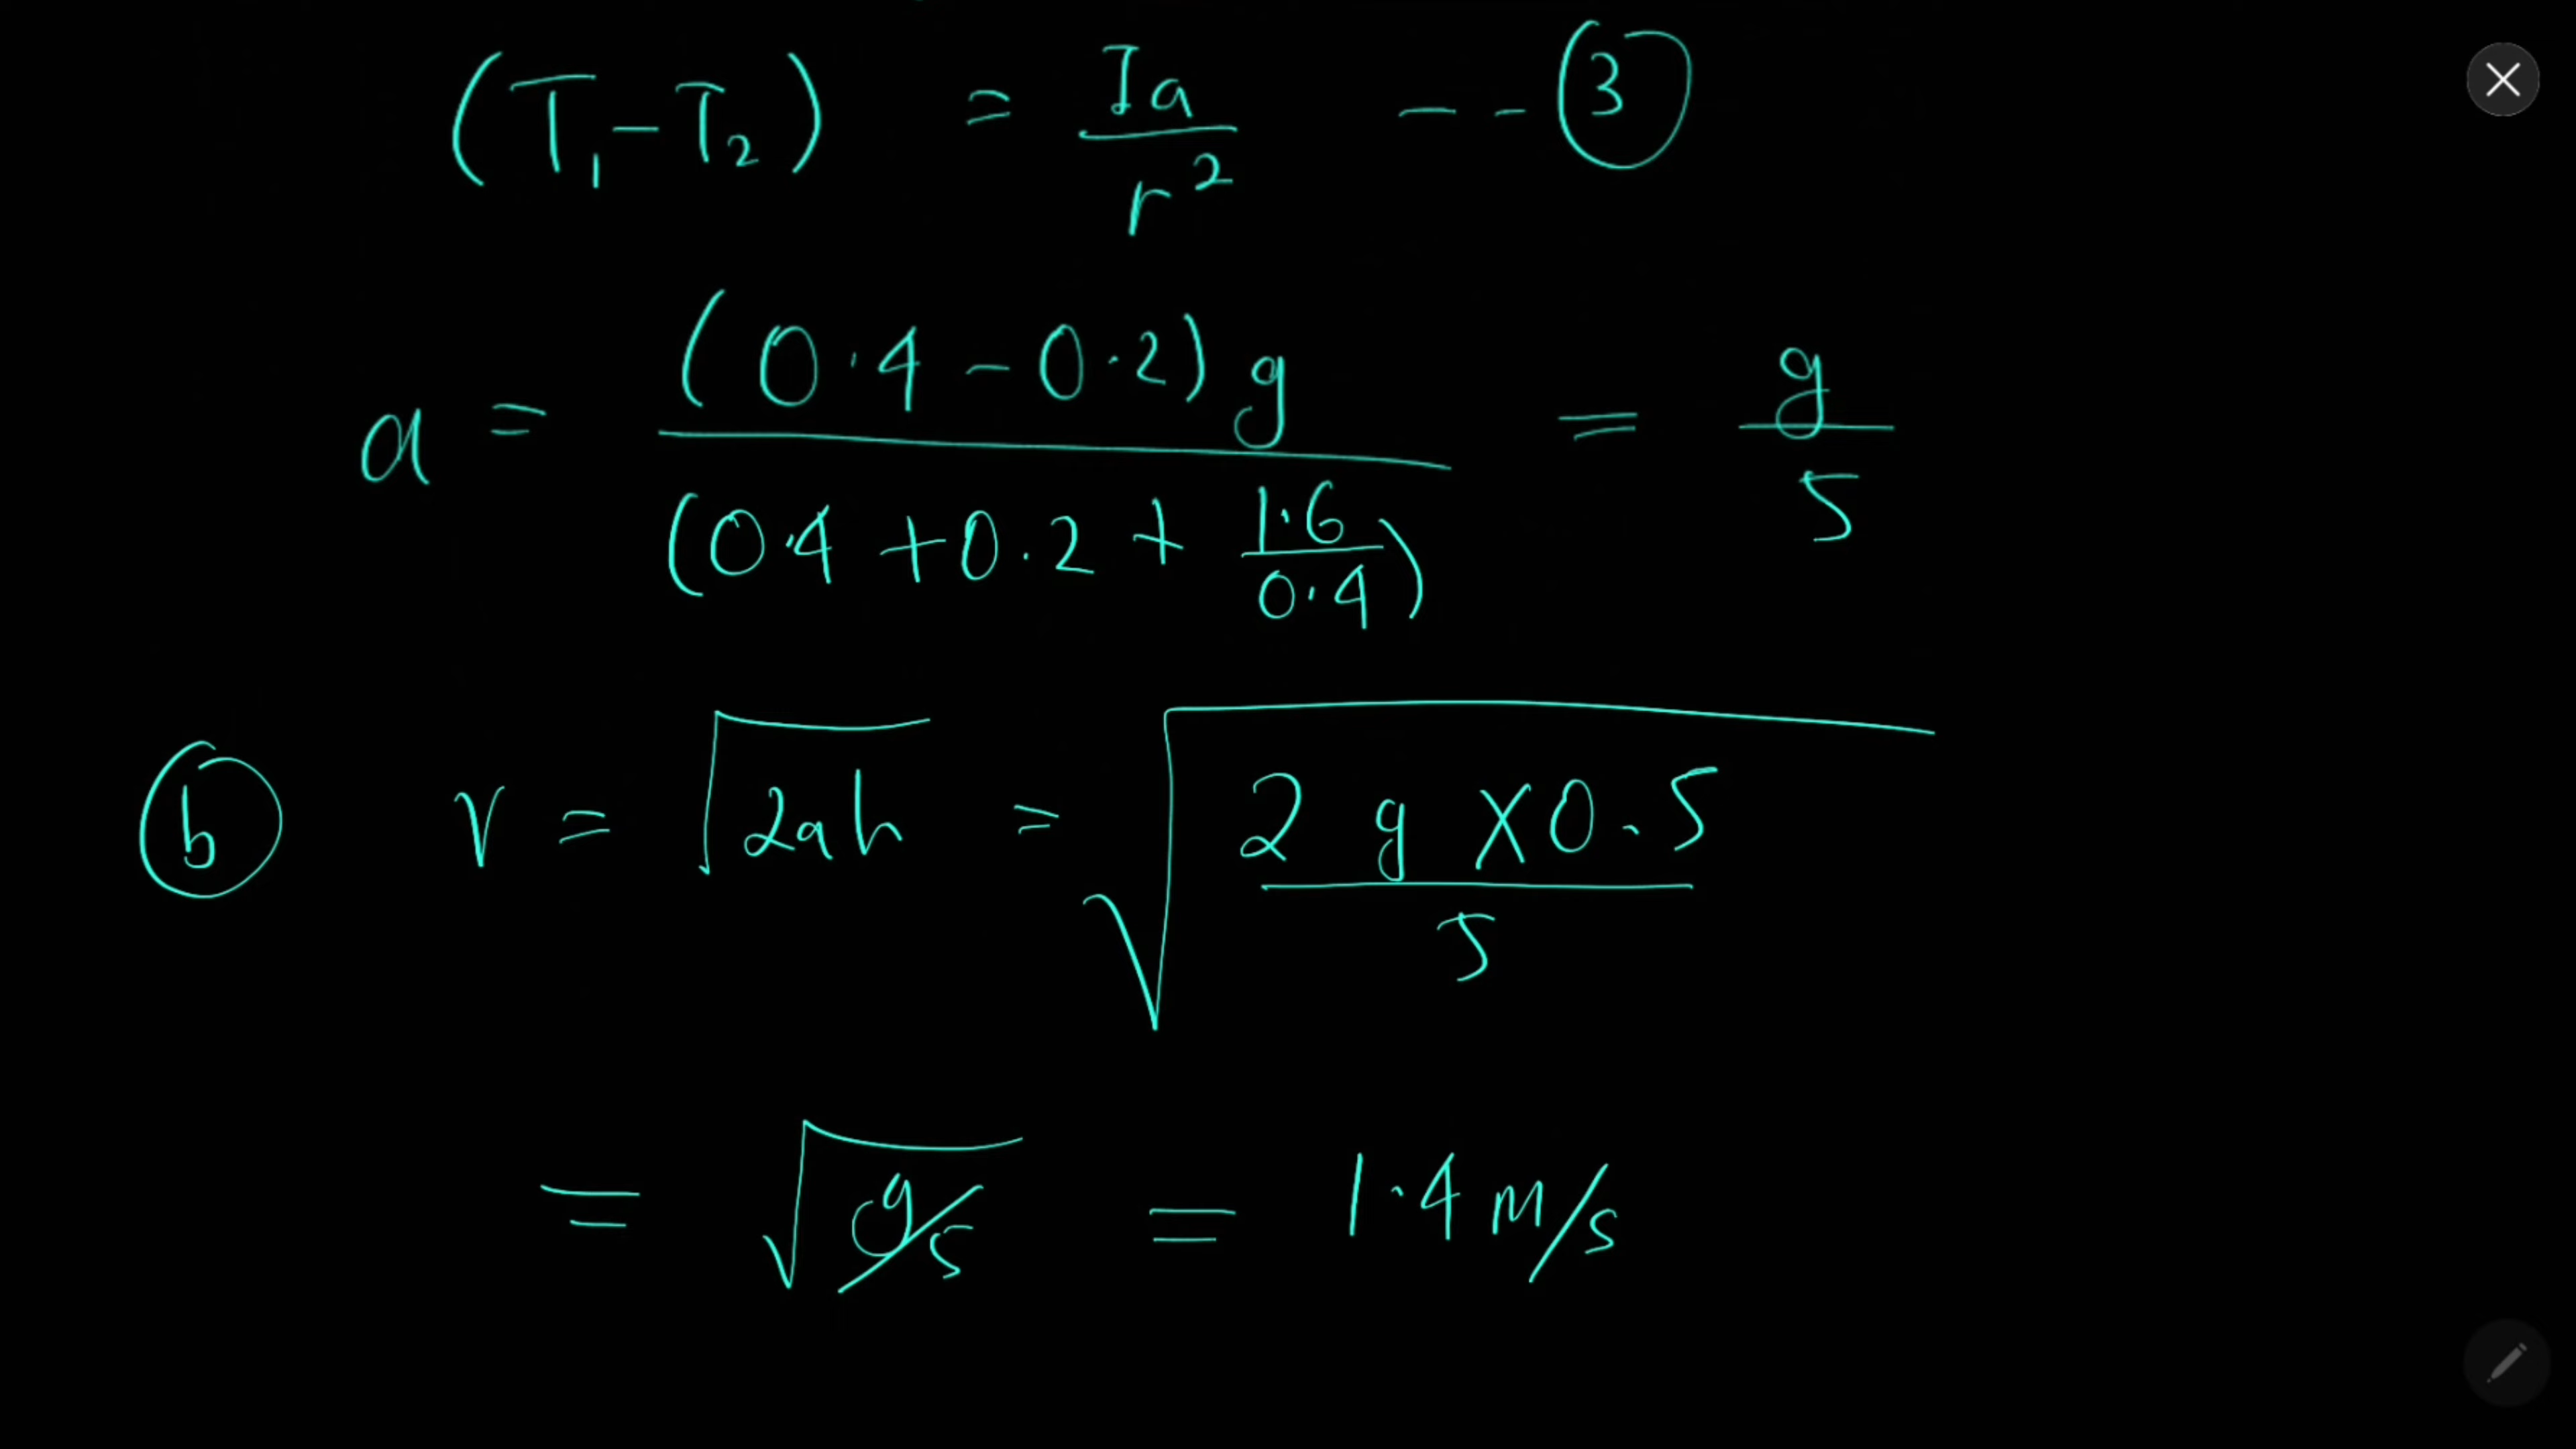 (T₁ - T₂) = Ia / r² -- ③
a = (0.4 - 0.2) g / (0.4 + 0.2 + 1.6 / 0.4) = g / 5
ⓑ v = √(2ah) = √(2 g × 0.5 / 5)
= √(g/5) = 1.4 m/s